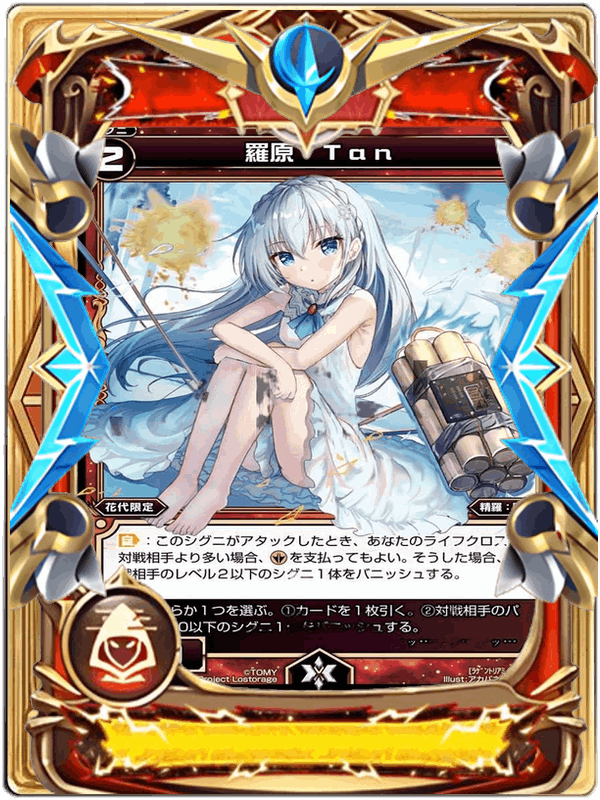 2
羅原 Tan
花代限定
精羅:
自:このシグニがアタックしたとき、あなたのライフクロス
対戦相手より多い場合、を支払ってもよい。そうした場合、
相手のレベル2以下のシグニ1体をバニッシュする。
らか1つを選ぶ。①カードを1枚引く。②対戦相手のパ
0以下のシグニ1
する。
©TOMY
roject Lostorage
Illust:アカバ